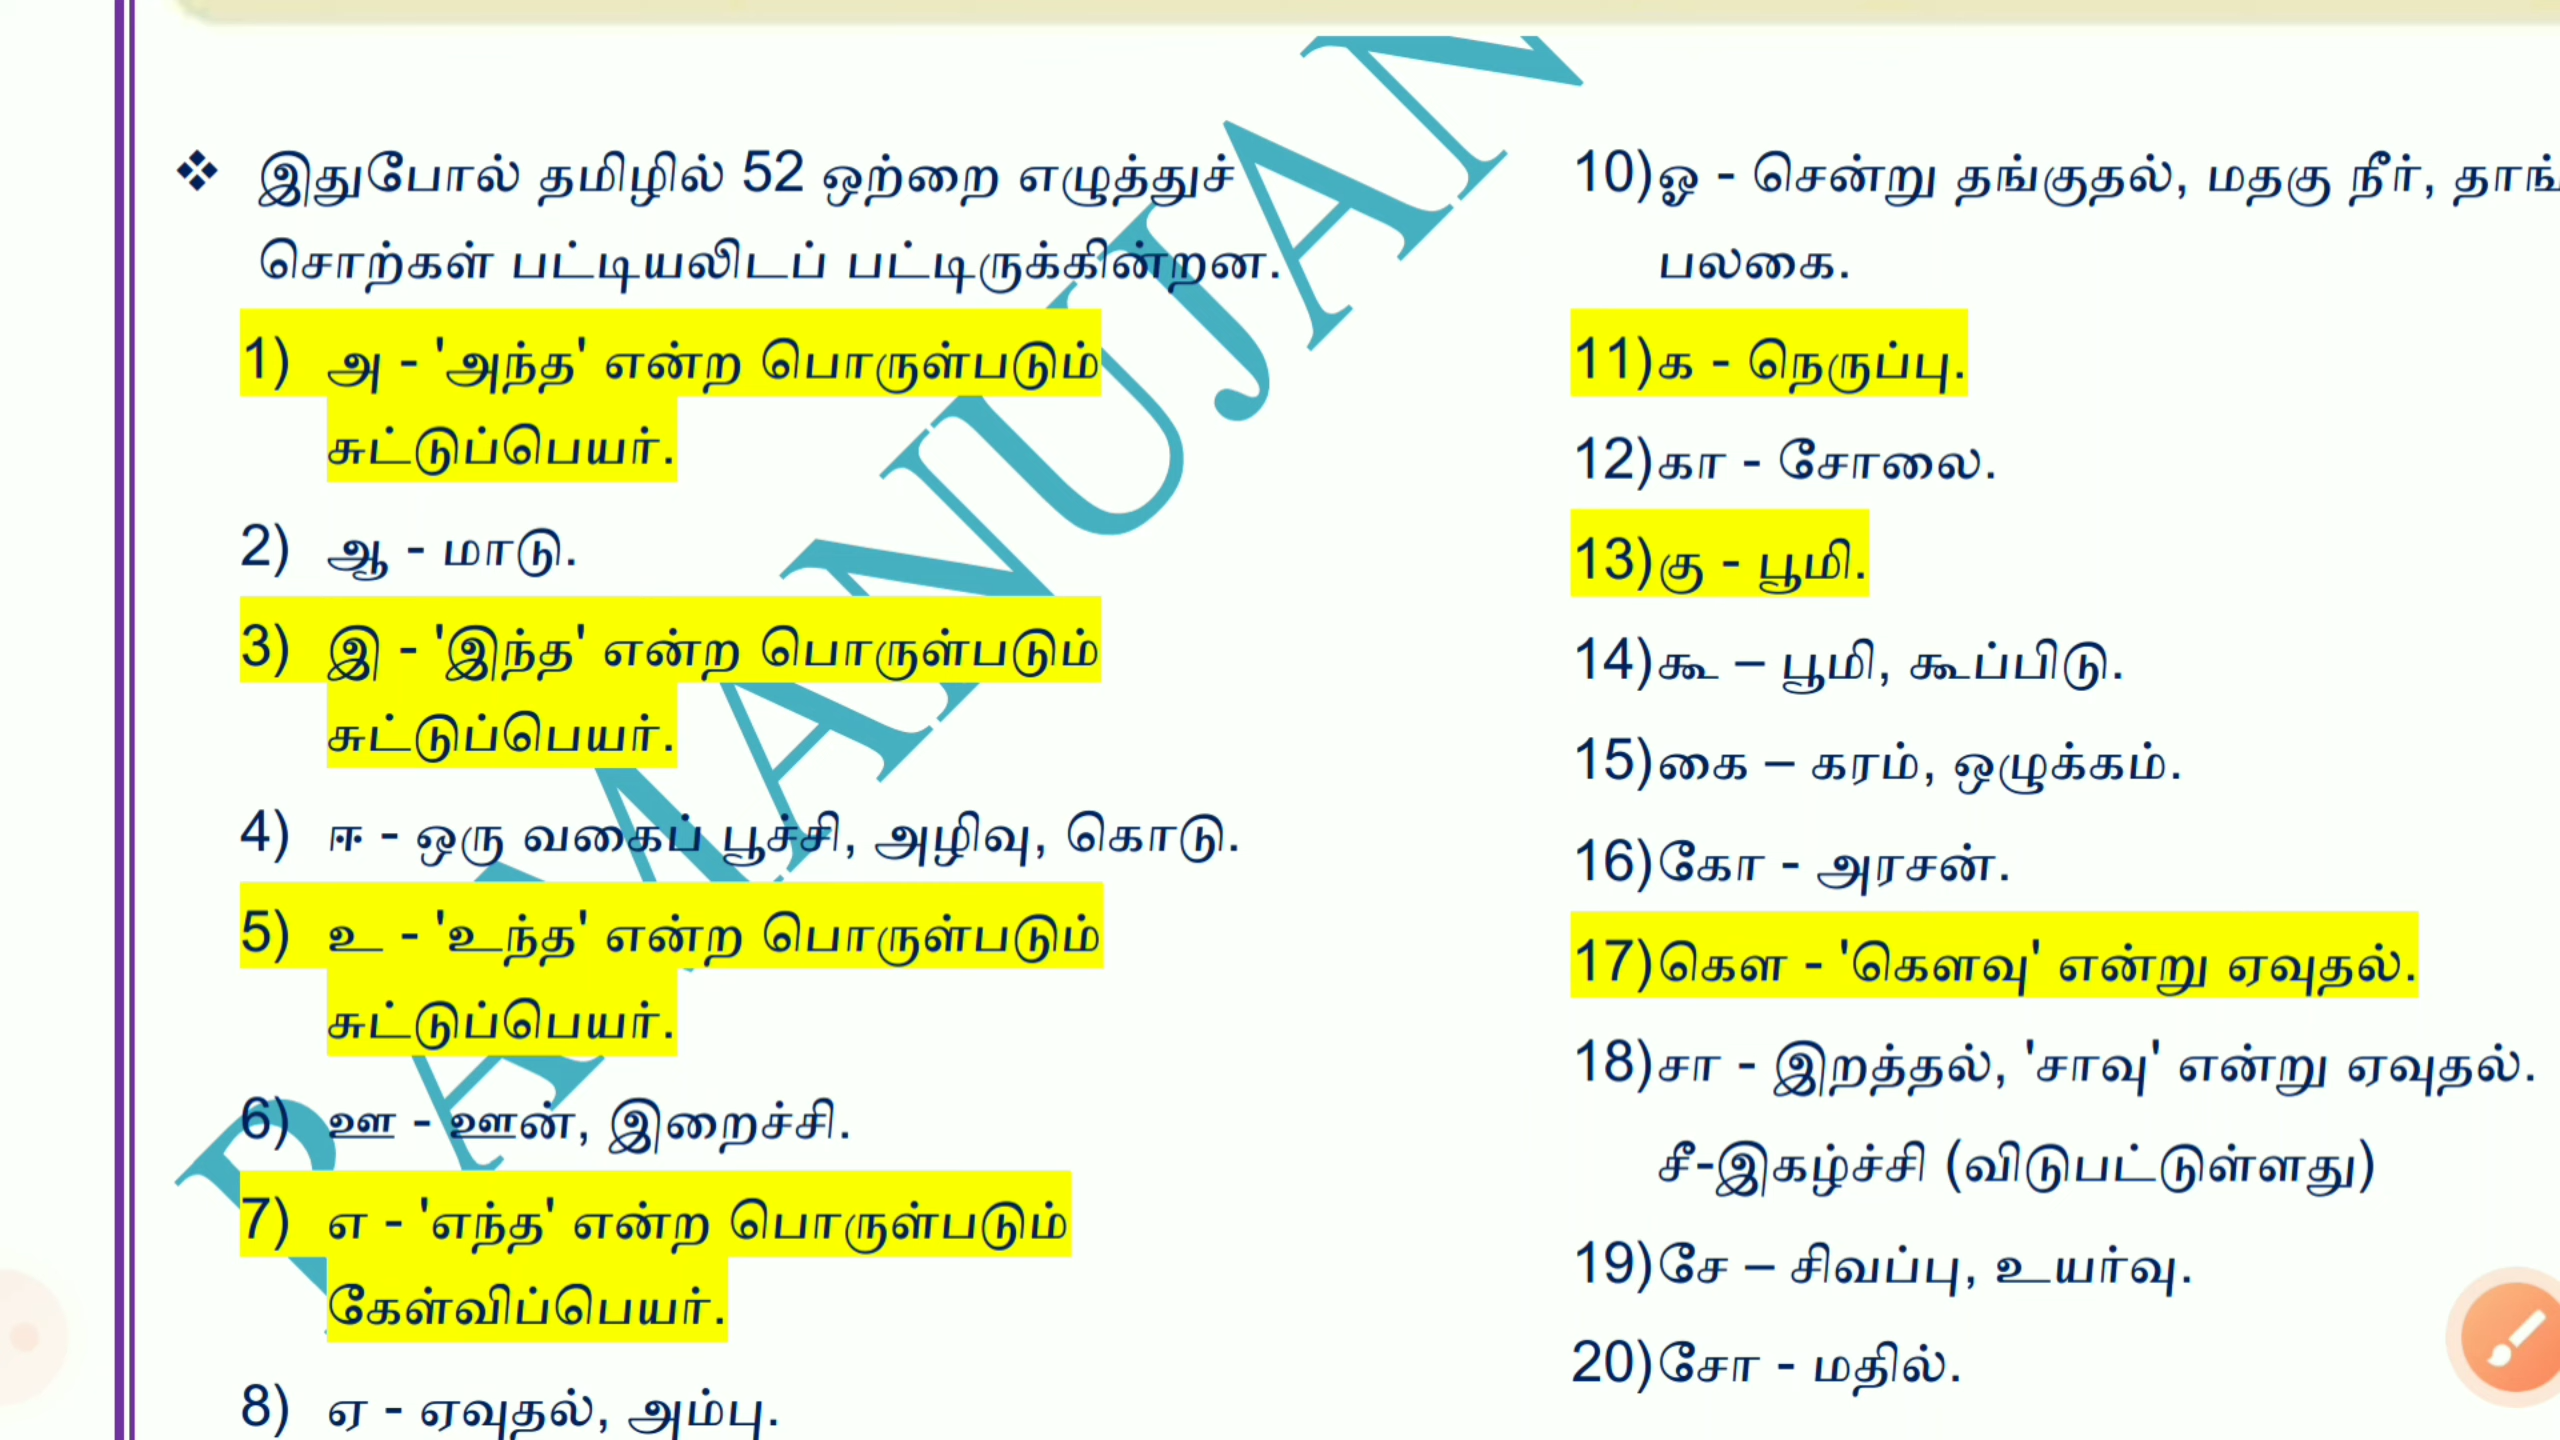 ❖ இதுபோல் தமிழில் 52 ஒற்றை எழுத்துச்
சொற்கள் பட்டியலிடப் பட்டிருக்கின்றன.
1) அ - 'அந்த' என்ற பொருள்படும்
சுட்டுப்பெயர்.
2) ஆ - மாடு.
3) இ - 'இந்த' என்ற பொருள்படும்
சுட்டுப்பெயர்.
4) ஈ - ஒரு வகைப் பூச்சி, அழிவு, கொடு.
5) உ - 'உந்த' என்ற பொருள்படும்
சுட்டுப்பெயர்.
6) ஊ - ஊன், இறைச்சி.
7) எ - 'எந்த' என்ற பொருள்படும்
கேள்விப்பெயர்.
8) ஏ - ஏவுதல், அம்பு.
10)ஓ - சென்று தங்குதல், மதகு நீர்,
பலகை.
11)க - நெருப்பு.
12)கா - சோலை.
13)கு - பூமி.
14)கூ – பூமி, கூப்பிடு.
15)கை – கரம், ஒழுக்கம்.
16)கோ - அரசன்.
17)கௌ - 'கௌவு' என்று ஏவுதல்.
18)சா - இறத்தல், 'சாவு' என்று ஏவுதல்.
சீ-இகழ்ச்சி (விடுபட்டுள்ளது)
19)சே – சிவப்பு, உயர்வு.
20)சோ - மதில்.